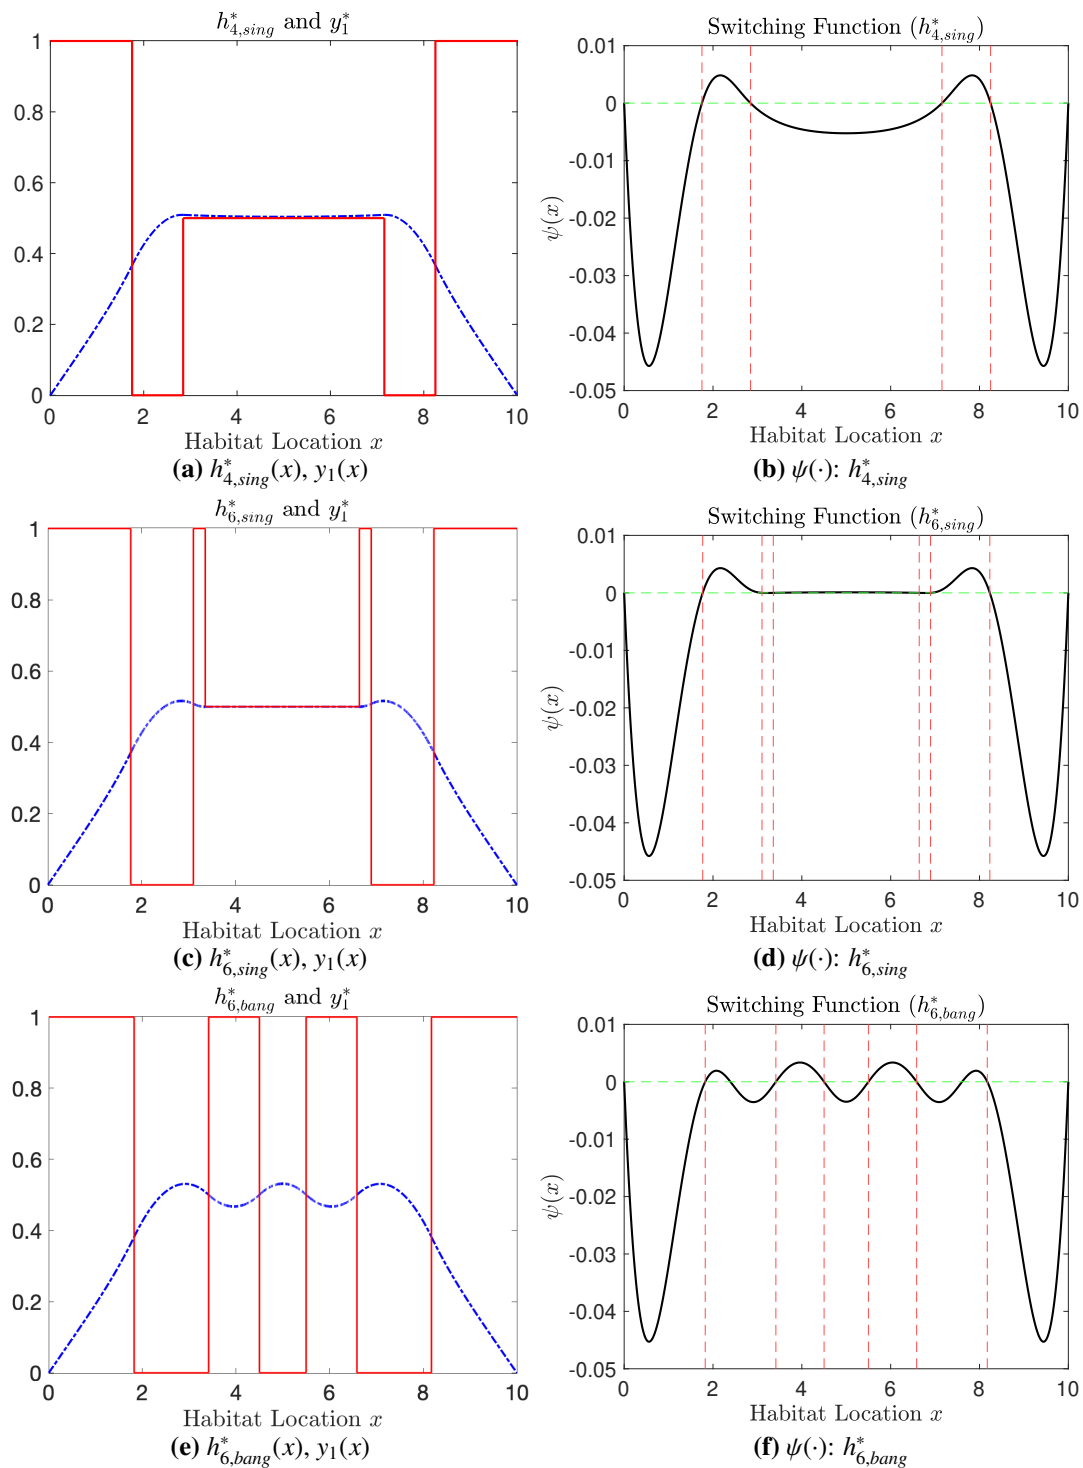 h*4,sing and y*1
1
0.8
0.6
0.4
0.2
0
0 2 4 6 8 10
Habitat Location x
(a) h*4,sing(x), y1(x)
Switching Function (h*4,sing)
0.01
0
-0.01
-0.02
-0.03
-0.04
-0.05
ψ(x)
0 2 4 6 8 10
Habitat Location x
(b) ψ(·): h*4,sing
h*6,sing and y*1
1
0.8
0.6
0.4
0.2
0
0 2 4 6 8 10
Habitat Location x
(c) h*6,sing(x), y1(x)
Switching Function (h*6,sing)
0.01
0
-0.01
-0.02
-0.03
-0.04
-0.05
ψ(x)
0 2 4 6 8 10
Habitat Location x
(d) ψ(·): h*6,sing
h*6,bang and y*1
1
0.8
0.6
0.4
0.2
0
0 2 4 6 8 10
Habitat Location x
(e) h*6,bang(x), y1(x)
Switching Function (h*6,bang)
0.01
0
-0.01
-0.02
-0.03
-0.04
-0.05
ψ(x)
0 2 4 6 8 10
Habitat Location x
(f) ψ(·): h*6,bang